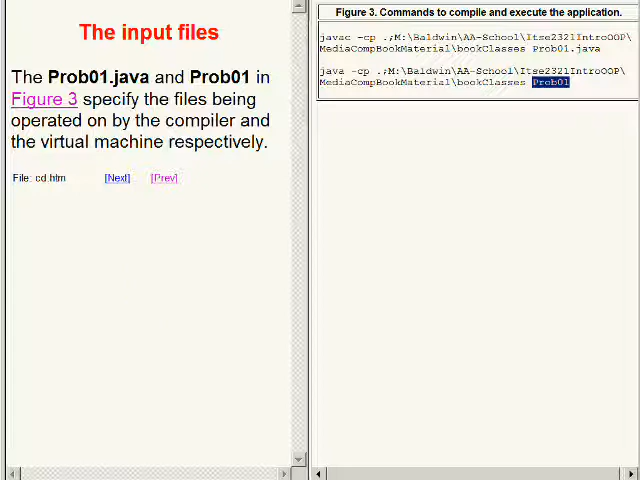 The input files
The Prob01.java and Prob01 in
Figure 3 specify the files being
operated on by the compiler and
the virtual machine respectively.
File: cd.htm [Next] [Prev]
Figure 3. Commands to compile and execute the application.
javac -cp .;M:\Baldwin\AA-School\Itse2321IntroOOP\
MediaCompBookMaterial\bookClasses Prob01.java
java -cp .;M:\Baldwin\AA-School\Itse2321IntroOOP\
MediaCompBookMaterial\bookClasses Prob01